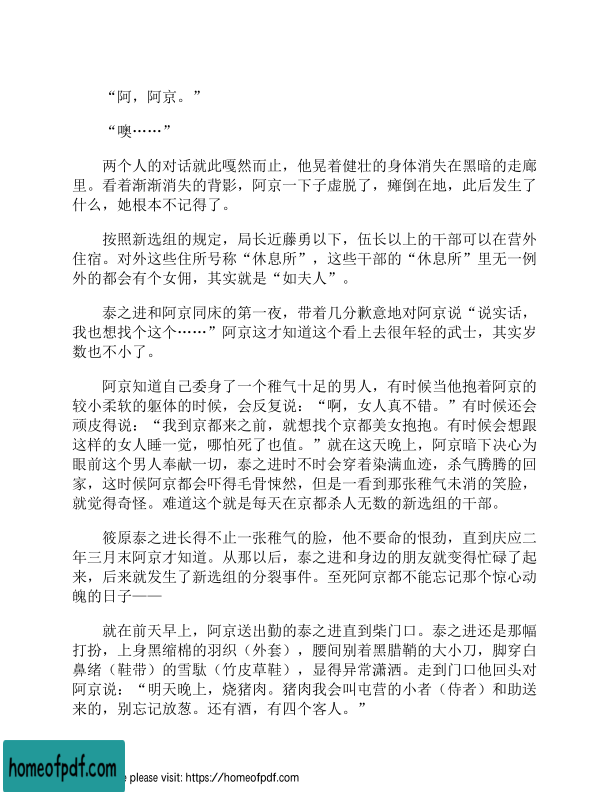 “阿，阿京。”
“噢……”
两个人的对话就此嘎然而止，他晃着健壮的身体消失在黑暗的走廊
里。看着渐渐消失的背影，阿京一下子虚脱了，瘫倒在地，此后发生了
什么，她根本不记得了。
按照新选组的规定，局长近藤勇以下，伍长以上的干部可以在营外
住宿。对外这些住所号称“休息所”，这些干部的“休息所”里无一例
外的都会有个女佣，其实就是“如夫人”。
泰之进和阿京同床的第一夜，带着几分歉意地对阿京说“说实话，
我也想找个这个……”阿京这才知道这个看上去很年轻的武士，其实岁
数也不小了。
阿京知道自己委身了一个稚气十足的男人，有时候当他抱着阿京的
较小柔软的躯体的时候，会反复说：“啊，女人真不错。”有时候还会
顽皮得说：“我到京都来之前，就想找个京都美女抱抱。有时候会想跟
这样的女人睡一觉，哪怕死了也值。”就在这天晚上，阿京暗下决心为
眼前这个男人奉献一切，泰之进时不时会穿着染满血迹，杀气腾腾的回
家，这时候阿京都会吓得毛骨悚然，但是一看到那张稚气未消的笑脸，
就觉得奇怪。难道这个就是每天在京都杀人无数的新选组的干部。
筱原泰之进长得不止一张稚气的脸，他不要命的恨劲，直到庆应二
年三月末阿京才知道。从那以后，泰之进和身边的朋友就变得忙碌了起
来，后来就发生了新选组的分裂事件。至死阿京都不能忘记那个惊心动
魄的日子——
就在前天早上，阿京送出勤的泰之进直到柴门口。泰之进还是那幅
打扮，上身黑缩棉的羽织（外套），腰间别着黑腊鞘的大小刀，脚穿白
鼻绪（鞋带）的雪駄（竹皮草鞋），显得异常潇洒。走到门口他回头对
阿京说：“明天晚上，烧猪肉。猪肉我会叫屯营的小者（侍者）和助送
来的，别忘记放葱。还有酒，有四个客人。”
homeofpdf.com
e please visit: https://homeofpdf.com